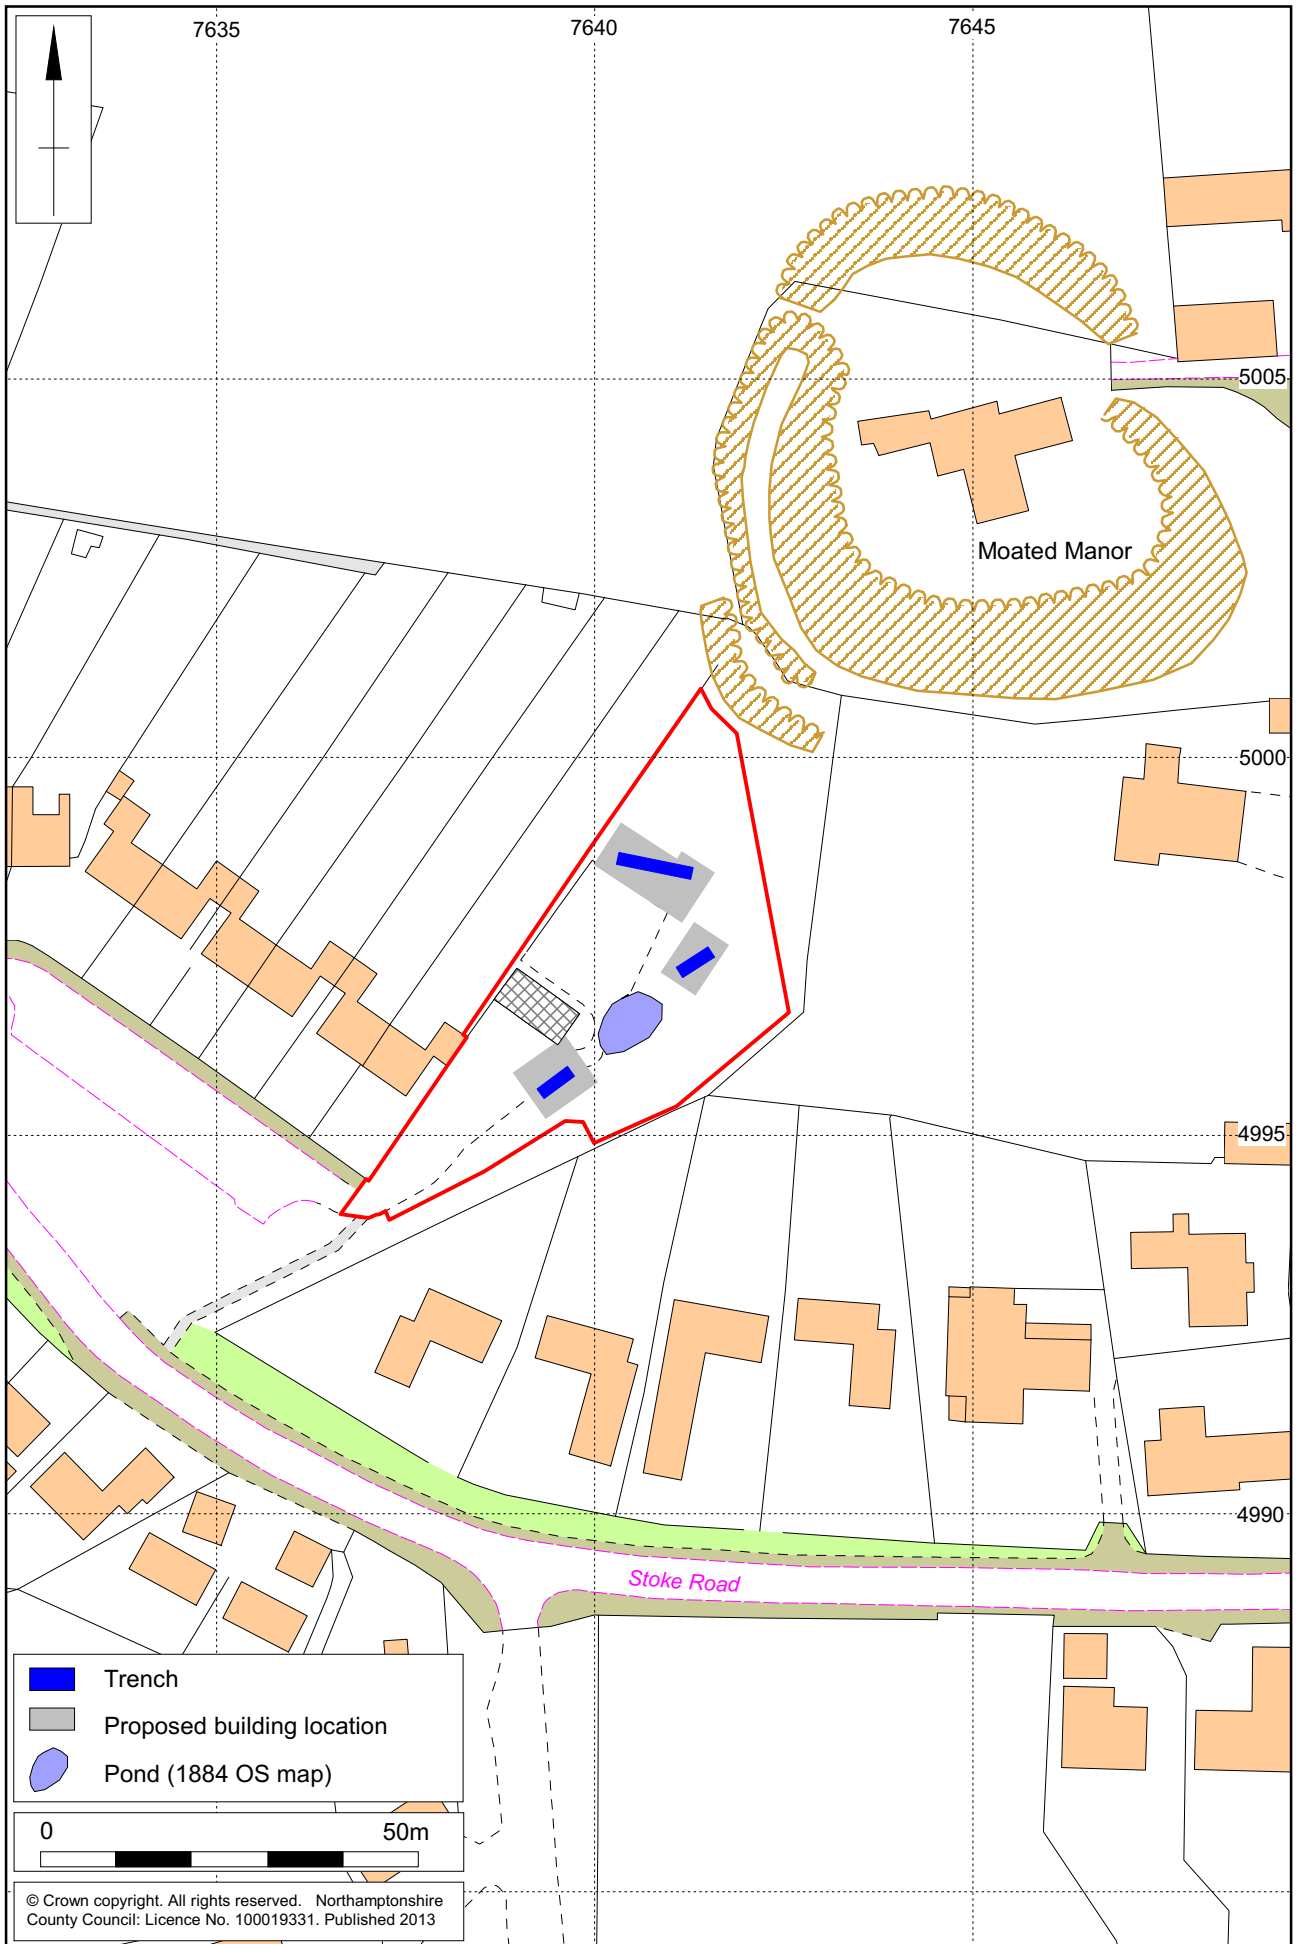 7635
7640
7645
5005
Moated Manor
5000
4995
4990
Stoke Road
Trench
Proposed building location
Pond (1884 OS map)
0 50m
© Crown copyright. All rights reserved. Northamptonshire
County Council: Licence No. 100019331. Published 2013